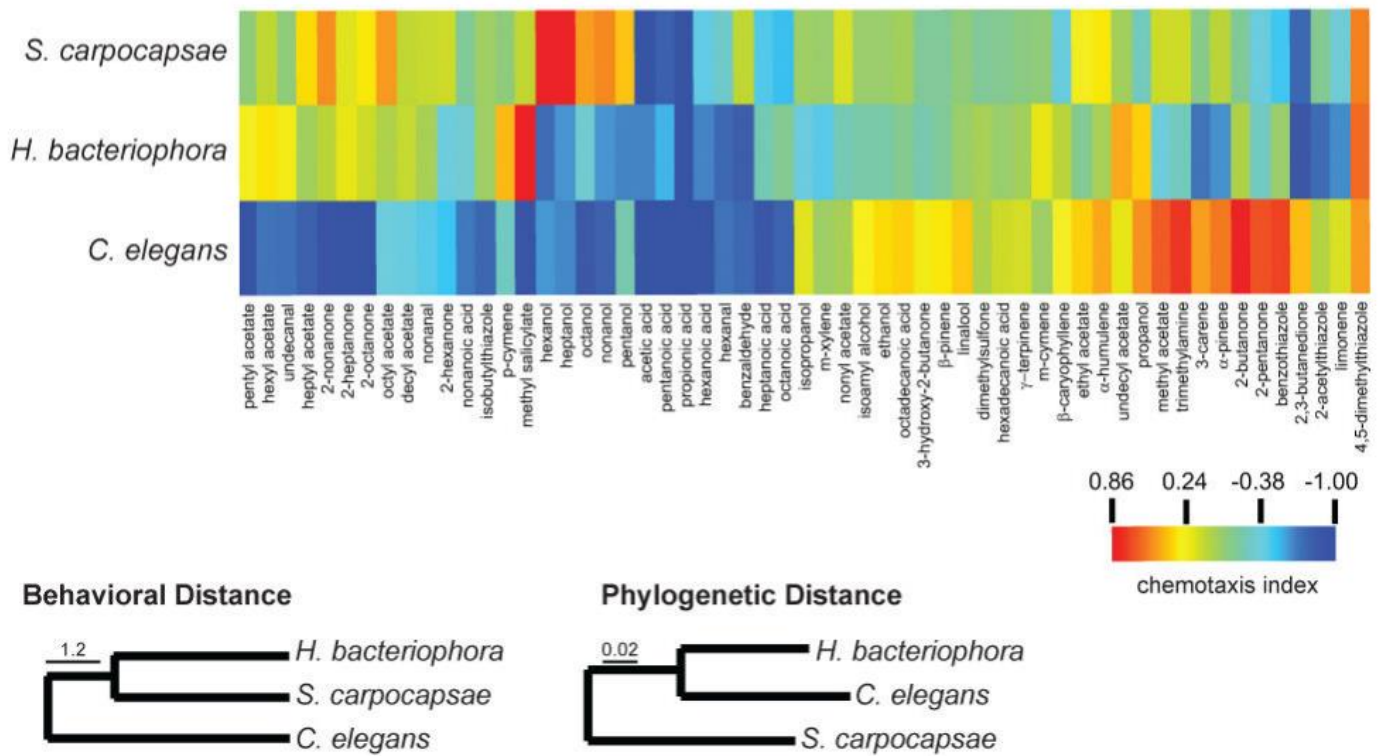 S. carpocapsae
H. bacteriophora
C. elegans
pentyl acetate
hexyl acetate
undecanal
heptyl acetate
2-nonanone
2-heptanone
2-octanone
octyl acetate
decyl acetate
nonanal
2-hexanone
nonanoic acid
isobutylthiazole
p-cymene
methyl salicylate
hexanol
heptanol
octanol
nonanol
pentanol
acetic acid
pentanoic acid
propionic acid
hexanoic acid
hexanal
benzaldehyde
heptanoic acid
octanoic acid
isopropanol
m-xylene
nonyl acetate
isoamyl alcohol
ethanol
octadecanoic acid
3-hydroxy-2-butanone
β-pinene
linalool
dimethylsulfone
hexadecanoic acid
γ-terpinene
m-cymene
β-caryophyllene
ethyl acetate
α-humulene
undecyl acetate
propanol
methyl acetate
trimethylamine
3-carene
α-pinene
2-butanone
2-pentanone
benzothiazole
2,3-butanedione
2-acetylthiazole
limonene
4,5-dimethylthiazole
0.86 0.24 -0.38 -1.00
chemotaxis index
Behavioral Distance
1.2
H. bacteriophora
S. carpocapsae
C. elegans
Phylogenetic Distance
0.02
H. bacteriophora
C. elegans
S. carpocapsae